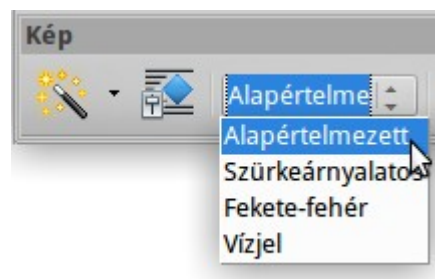 Kép
Alapértelme
Alapértelmezett
Szürkeárnyalatos
Fekete-fehér
Vízjel